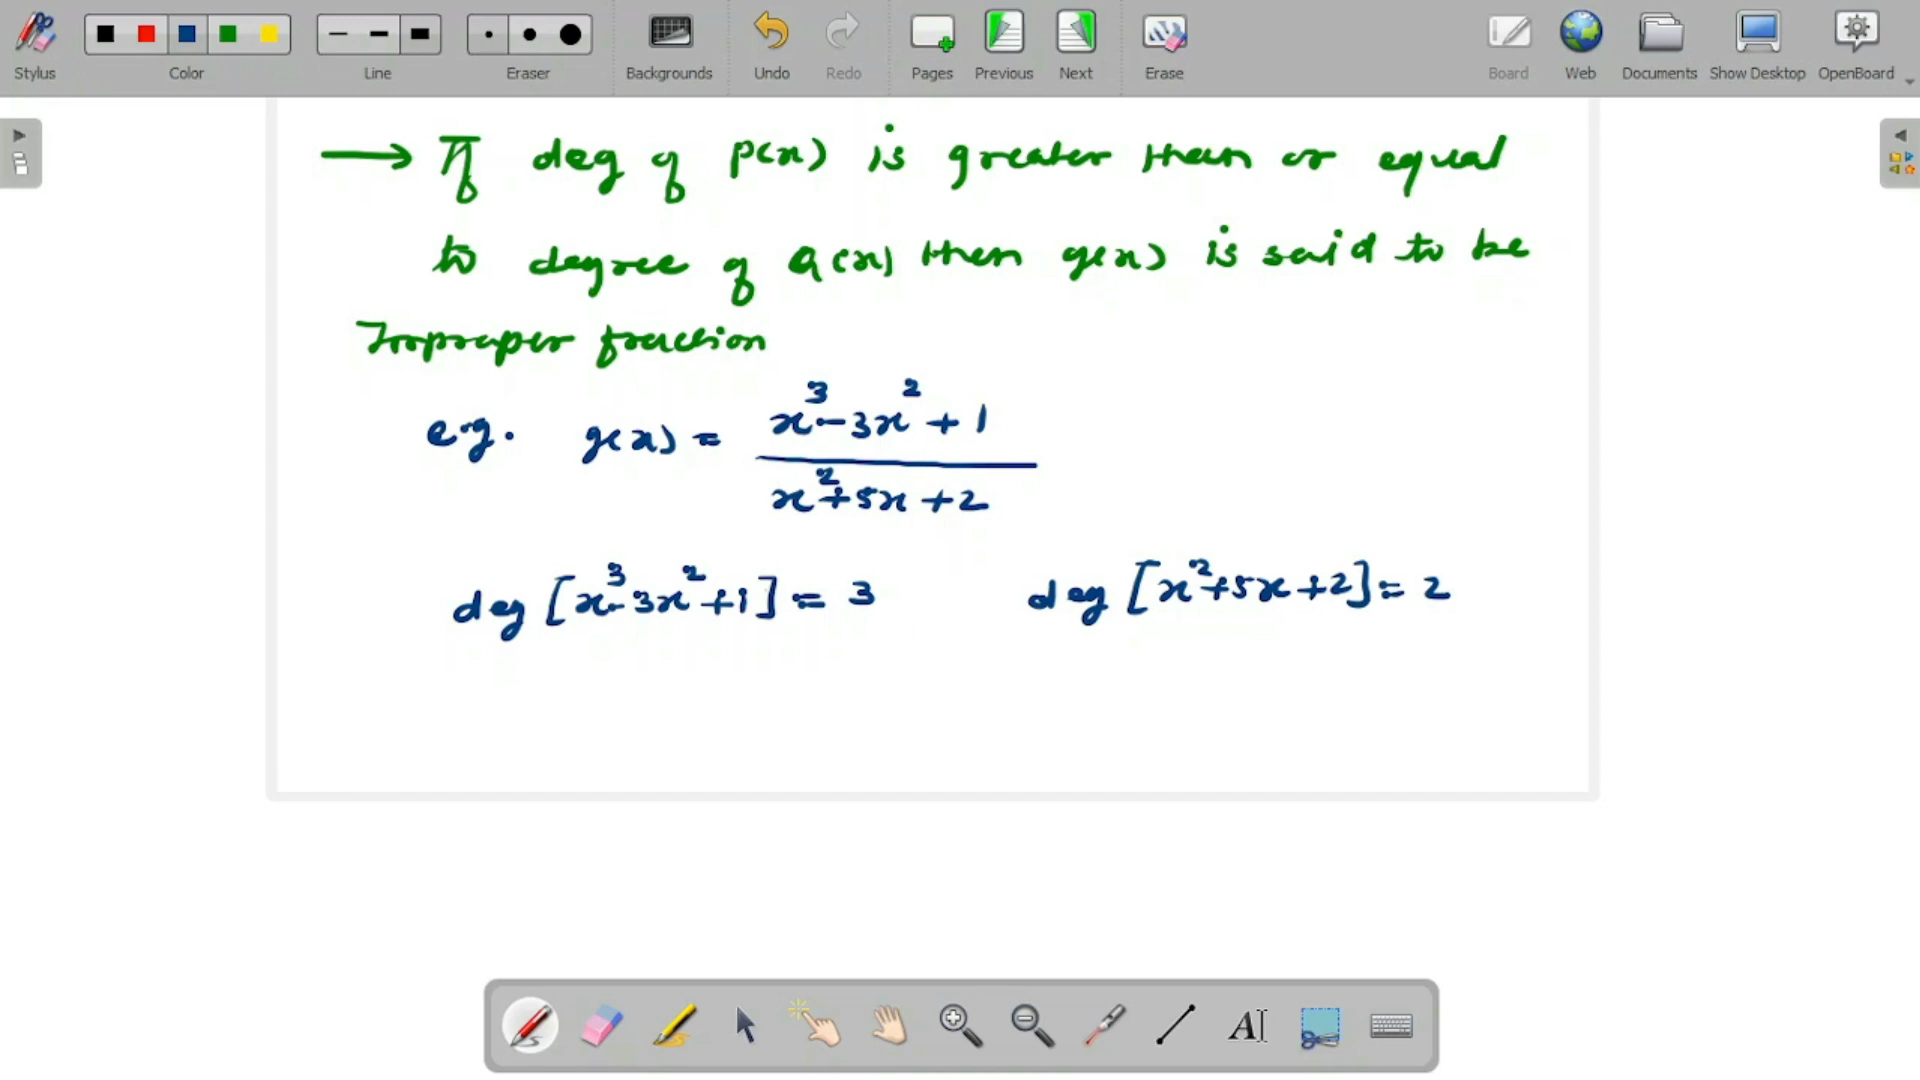 Stylus Color Line Eraser Backgrounds Undo Redo Pages Previous Next Erase Board Web Documents Show Desktop OpenBoard
→ If deg of p(x) is greater than or equal
to degree of Q(x) then g(x) is said to be
Improper fraction
e.g. g(x) = (x³-3x²+1)/(x²+5x+2)
deg [x³-3x²+1] = 3 deg [x²+5x+2] = 2